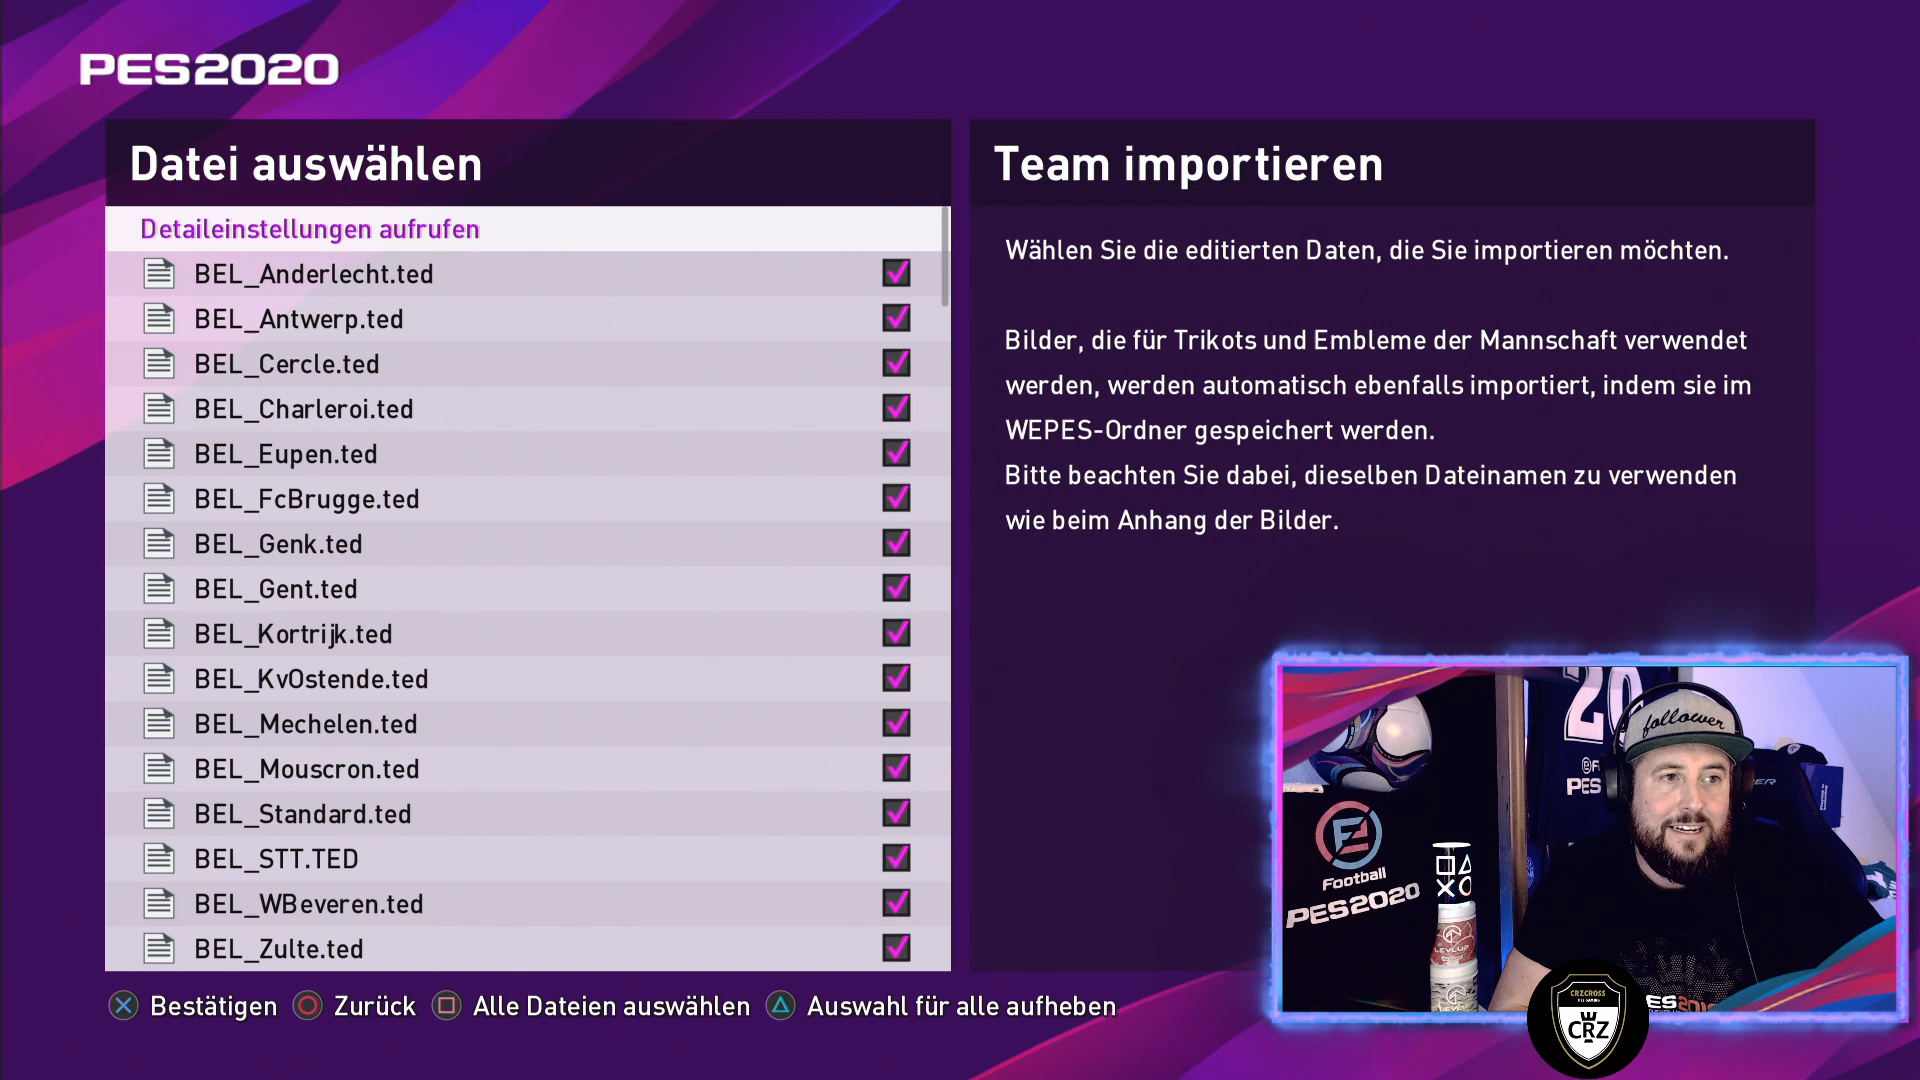 PES2020
Datei auswählen
Detaileinstellungen aufrufen
BEL_Anderlecht.ted
BEL_Antwerp.ted
BEL_Cercle.ted
BEL_Charleroi.ted
BEL_Eupen.ted
BEL_FcBrugge.ted
BEL_Genk.ted
BEL_Gent.ted
BEL_Kortrijk.ted
BEL_KvOstende.ted
BEL_Mechelen.ted
BEL_Mouscron.ted
BEL_Standard.ted
BEL_STT.TED
BEL_WBeveren.ted
BEL_Zulte.ted
Team importieren
Wählen Sie die editierten Daten, die Sie importieren möchten.
Bilder, die für Trikots und Embleme der Mannschaft verwendet
werden, werden automatisch ebenfalls importiert, indem sie im
WEPES-Ordner gespeichert werden.
Bitte beachten Sie dabei, dieselben Dateinamen zu verwenden
wie beim Anhang der Bilder.
Bestätigen Zurück Alle Dateien auswählen Auswahl für alle aufheben
20
follower
PES
Football
PES2020
LEVLUP
CRZCROSS
PES GAMING
CRZ